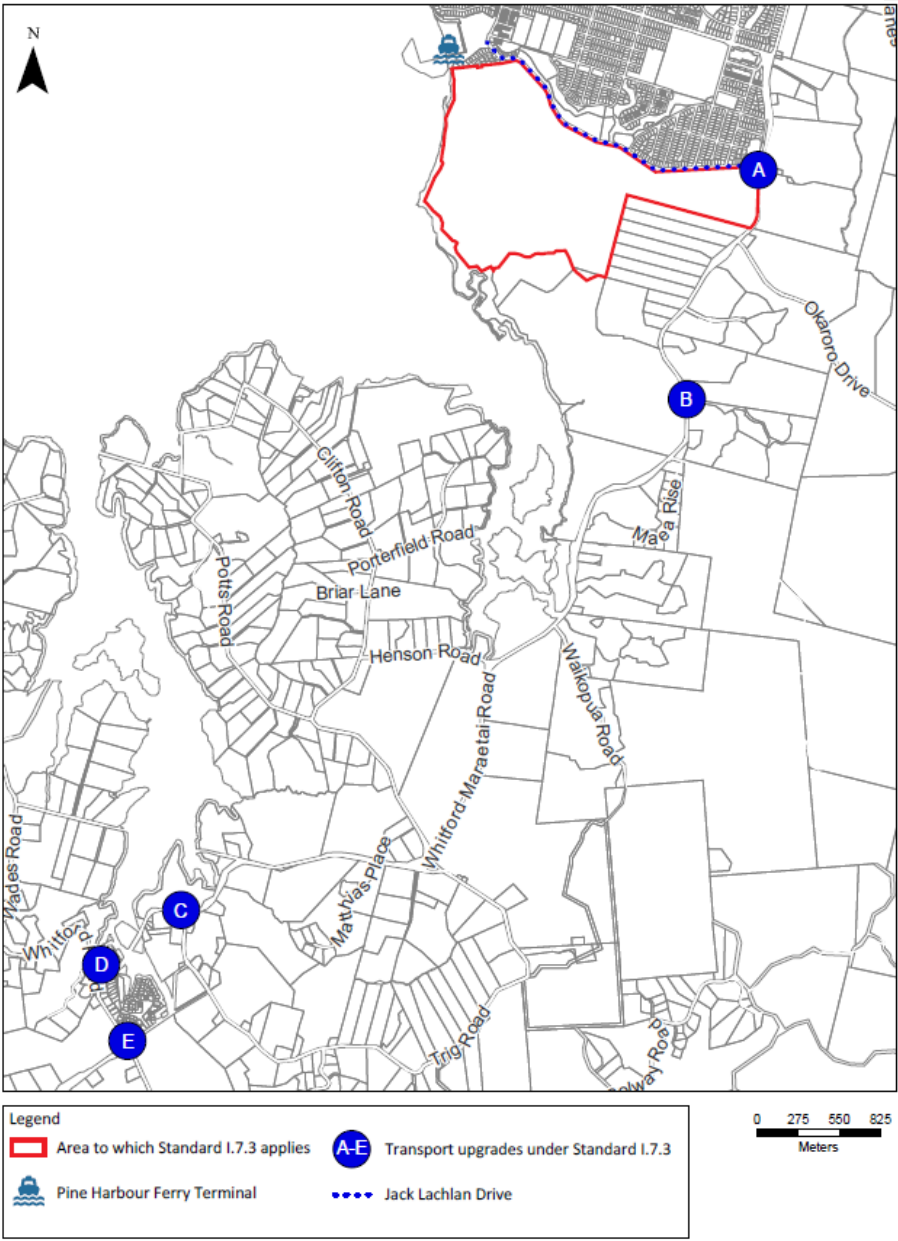 N
A
Okaroro Drive
B
Clifton Road
Porterfield Road
Briar Lane
Potts Road
Henson Road
Waikopua Road
Whitford-Maraetai Road
Matthias Place
Wades Road
C
D
E
Trig Road
Legend
Area to which Standard I.7.3 applies
A-E Transport upgrades under Standard I.7.3
Pine Harbour Ferry Terminal
Jack Lachlan Drive
0 275 550 825
Meters